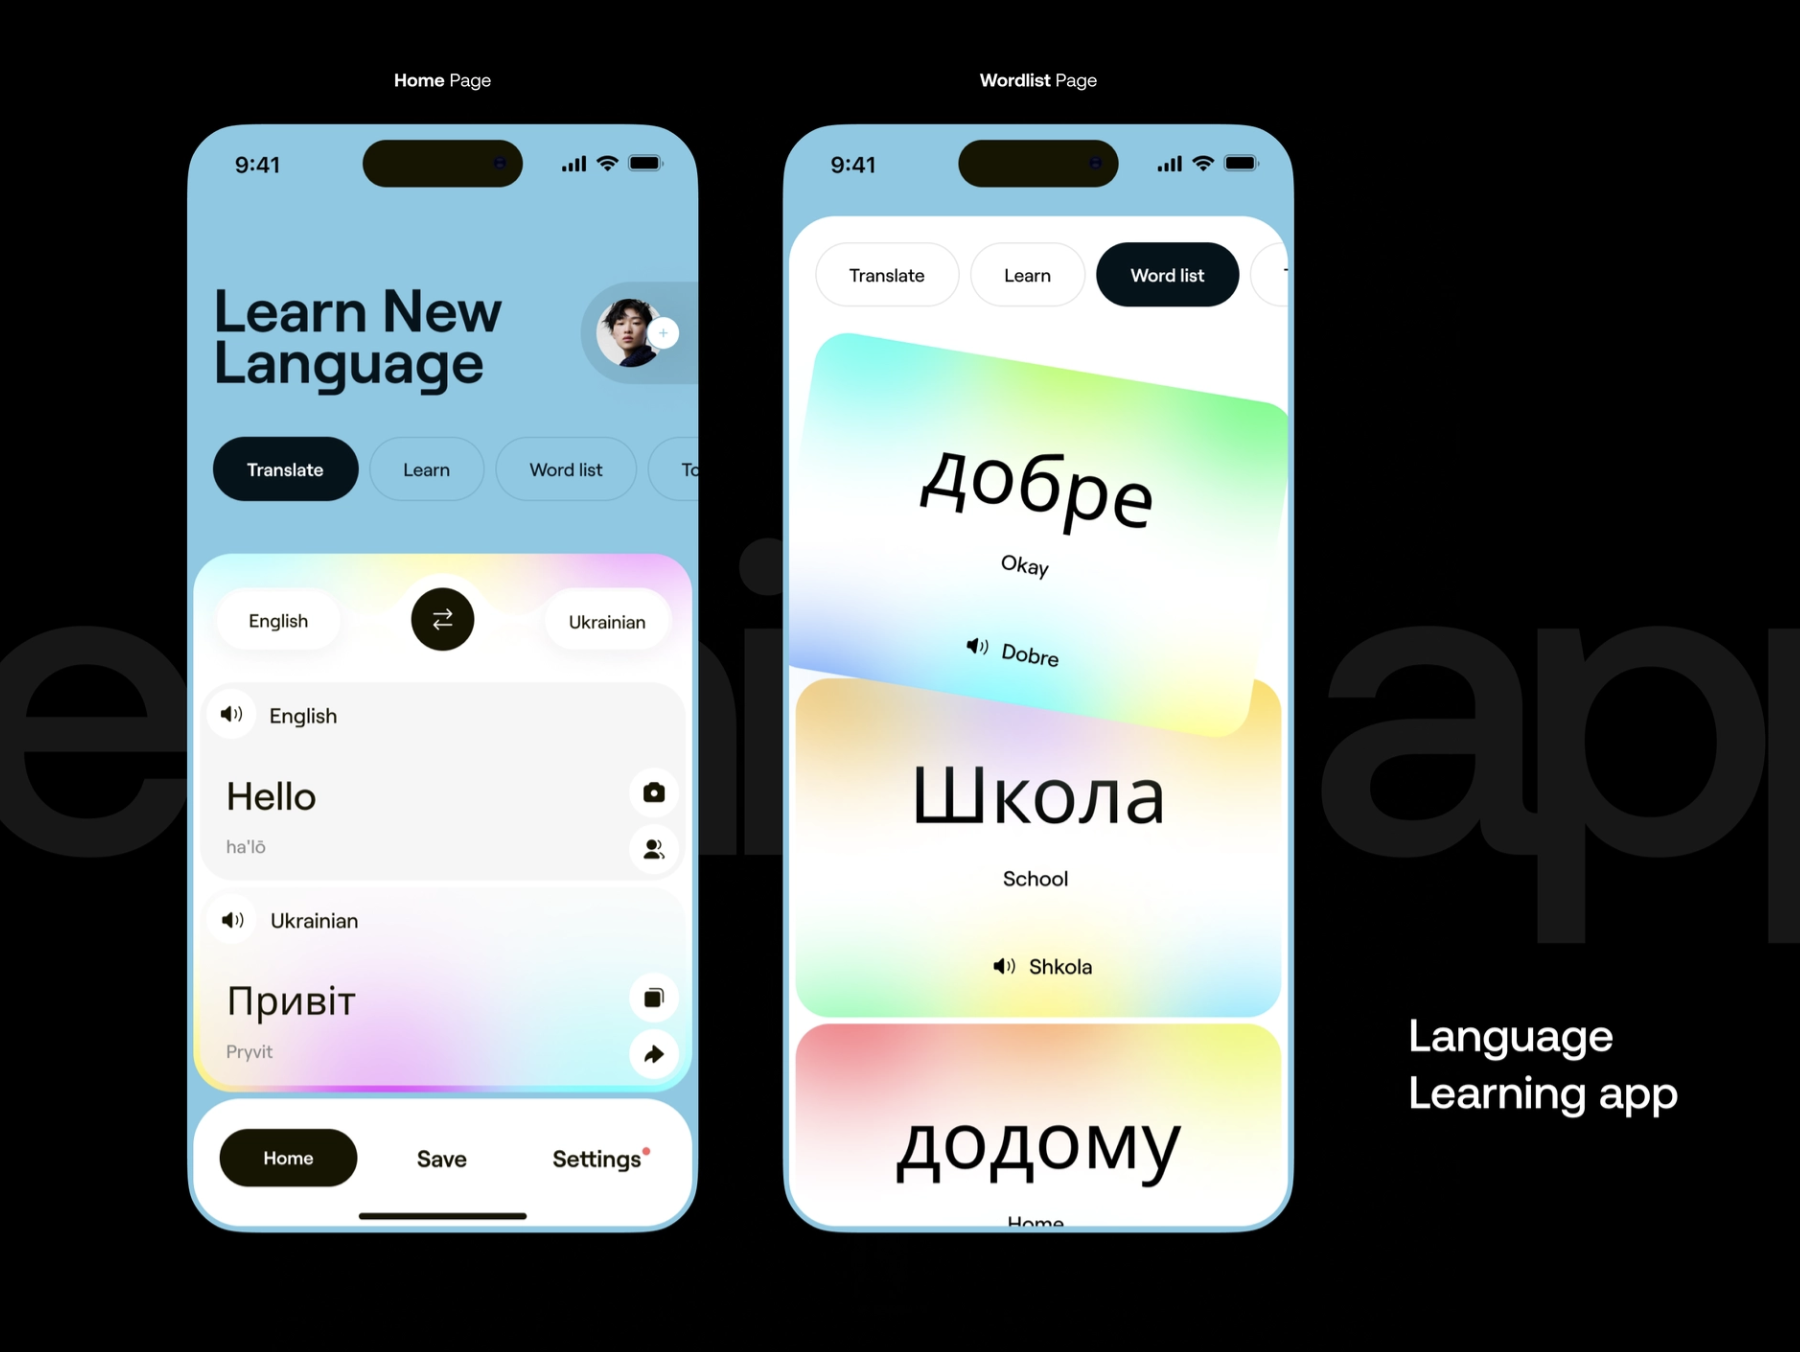 Home Page
9:41
Learn New
Language
Translate
Learn
Word list
English
Ukrainian
English
Hello
ha'lō
Ukrainian
Привіт
Pryvit
Home
Save
Settings
Wordlist Page
9:41
Translate
Learn
Word list
добре
Okay
Dobre
Школа
School
Shkola
додому
Home
Language
Learning app
app